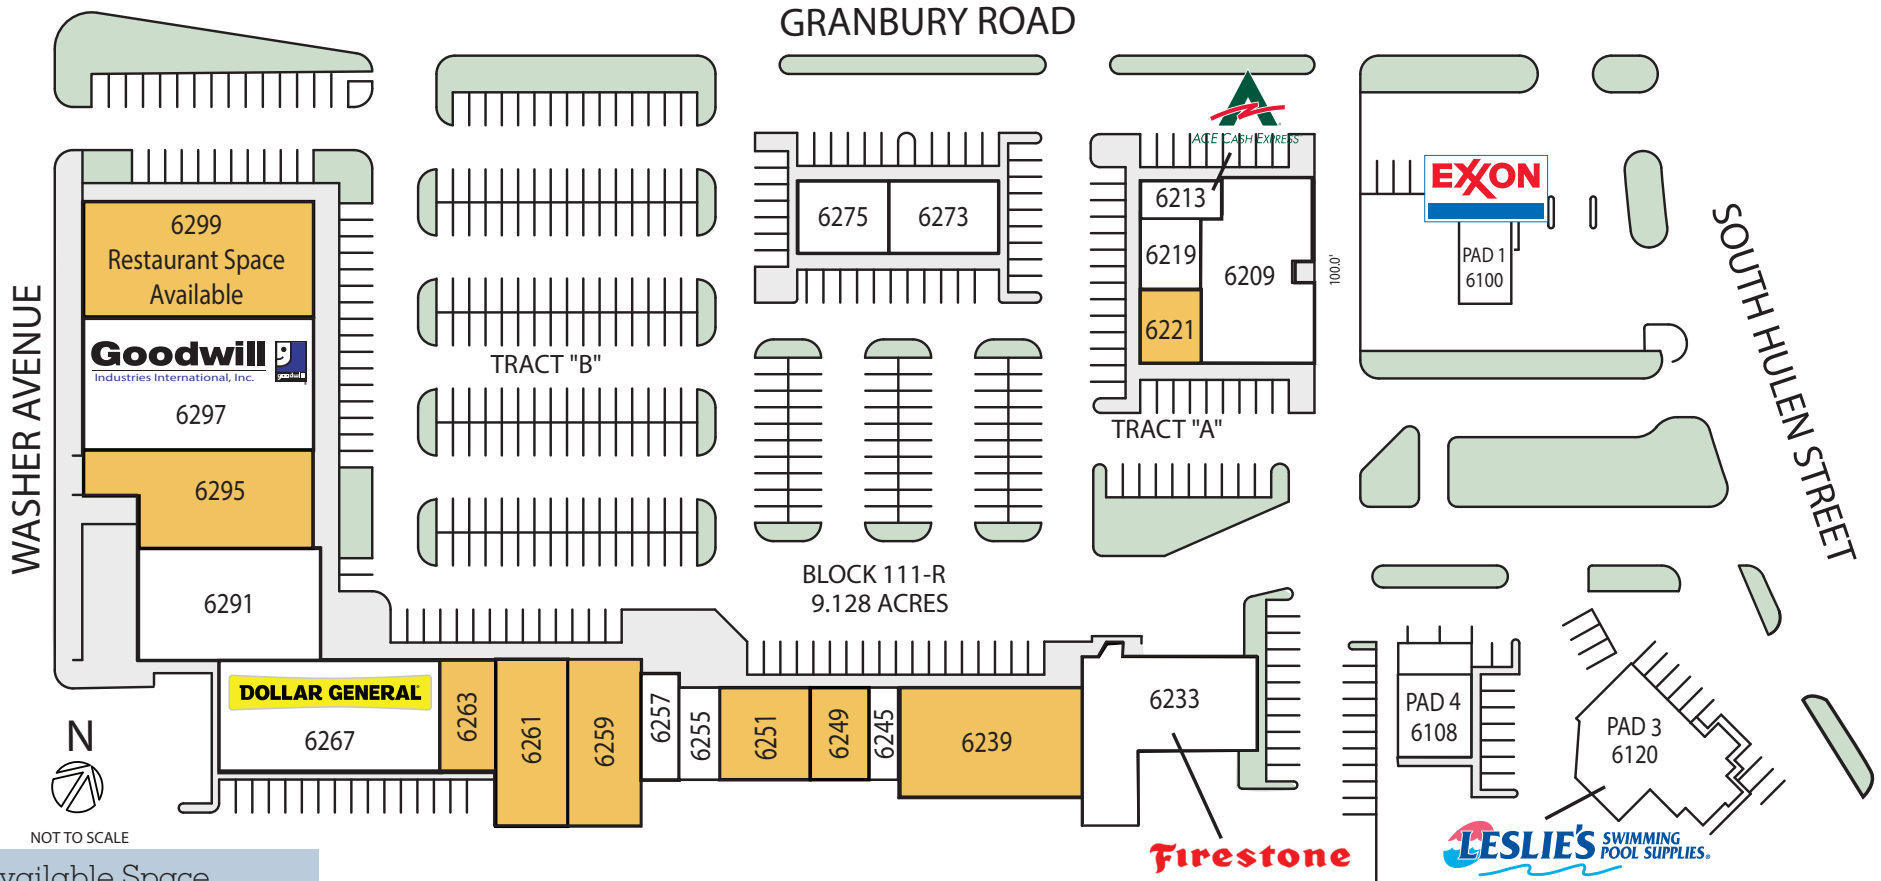 GRANBURY ROAD
ACE CASH EXPRESS
EXXON
PAD 1
6100
SOUTH HULEN STREET
WASHER AVENUE
6299
Restaurant Space
Available
Goodwill
Industries International, Inc.
goodwill
6297
6295
6291
TRACT "B"
6275
6273
6213
6219
6209
6221
100.0'
TRACT "A"
BLOCK 111-R
9.128 ACRES
DOLLAR GENERAL
6267
6263
6261
6259
6257
6255
6251
6249
6245
6239
6233
Firestone
PAD 4
6108
PAD 3
6120
LESLIE'S SWIMMING
POOL SUPPLIES.
N
NOT TO SCALE
Space